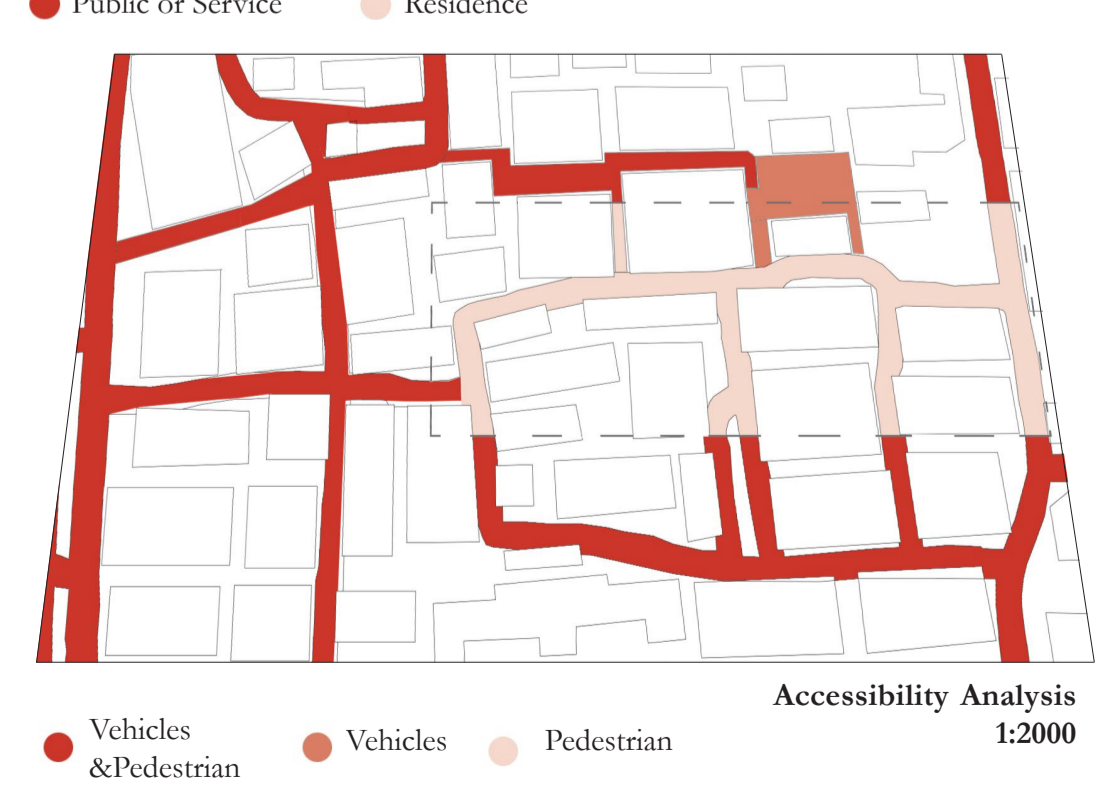 Public or Service
Residence
Accessibility Analysis
1:2000
Vehicles
&Pedestrian
Vehicles
Pedestrian